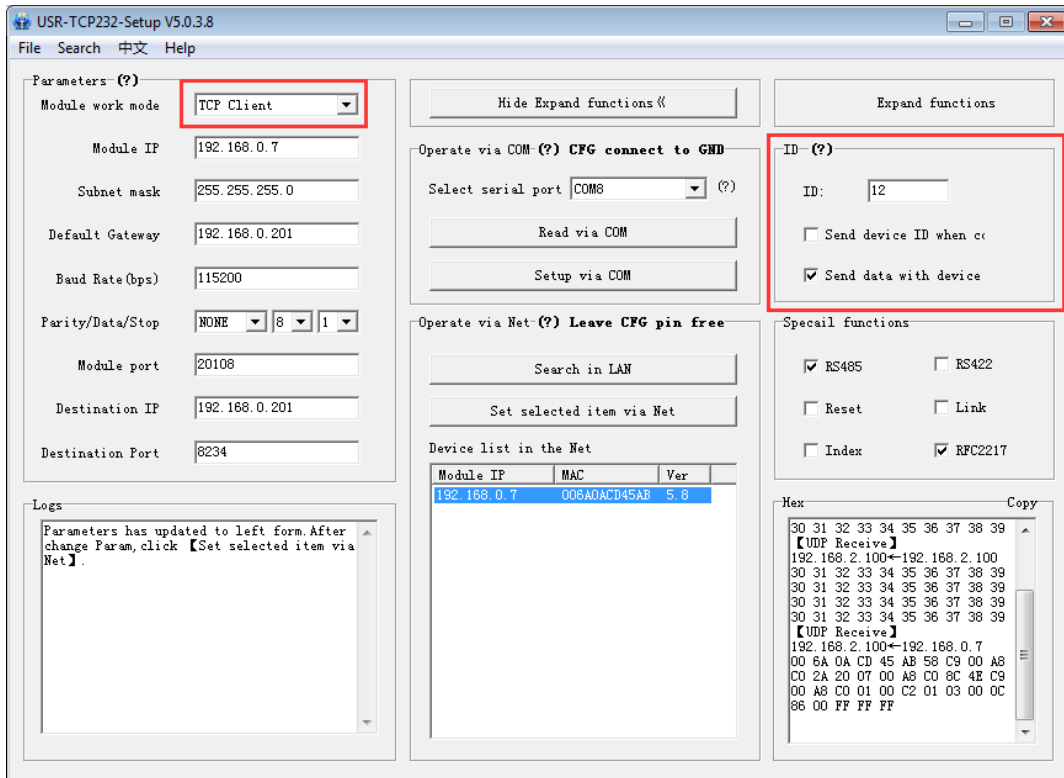 USR-TCP232-Setup V5.0.3.8
File Search 中文 Help
Parameters (?)
Module work mode TCP Client
Module IP 192.168.0.7
Subnet mask 255.255.255.0
Default Gateway 192.168.0.201
Baud Rate(bps) 115200
Parity/Data/Stop NONE 8 1
Module port 20108
Destination IP 192.168.0.201
Destination Port 8234
Logs
Parameters has updated to left form.After
change Param,click 【Set selected item via
Net】.
Hide Expand functions《
Operate via COM (?) CFG connect to GND
Select serial port COM8 (?)
Read via COM
Setup via COM
Operate via Net (?) Leave CFG pin free
Search in LAN
Set selected item via Net
Device list in the Net
Module IP MAC Ver
192.168.0.7 006A0ACD45AB 5.8
Expand functions
ID (?)
ID: 12
Send device ID when
Send data with device
Specail functions
RS485 RS422
Reset Link
Index RFC2217
Hex Copy
30 31 32 33 34 35 36 37 38 39
【UDP Receive】
192.168.2.100←192.168.2.100
30 31 32 33 34 35 36 37 38 39
30 31 32 33 34 35 36 37 38 39
30 31 32 33 34 35 36 37 38 39
30 31 32 33 34 35 36 37 38 39
【UDP Receive】
192.168.2.100←192.168.0.7
00 6A 0A CD 45 AB 58 C9 00 A8
C0 2A 20 07 00 A8 C0 8C 4E C9
00 A8 C0 01 00 C2 01 03 00 0C
86 00 FF FF FF